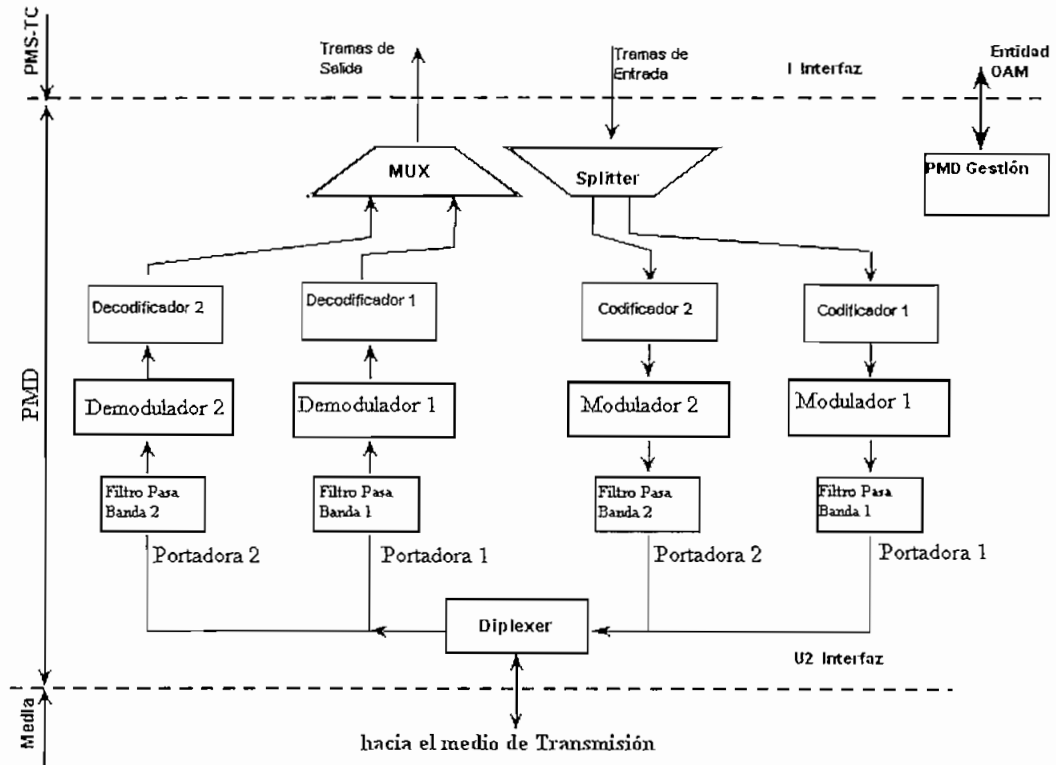 PMS-TC
Tramas de
Salida
Tramas de
Entrada
I Interfaz
Entidad
OAM
MUX
Splitter
PMD Gestión
Decodificador 2
Decodificador 1
Codificador 2
Codificador 1
PMD
Demodulador 2
Demodulador 1
Modulador 2
Modulador 1
Filtro Pasa
Banda 2
Filtro Pasa
Banda 1
Filtro Pasa
Banda 2
Filtro Pasa
Banda 1
Portadora 2
Portadora 1
Portadora 2
Portadora 1
Diplexer
U2 Interfaz
Media
hacia el medio de Transmisión